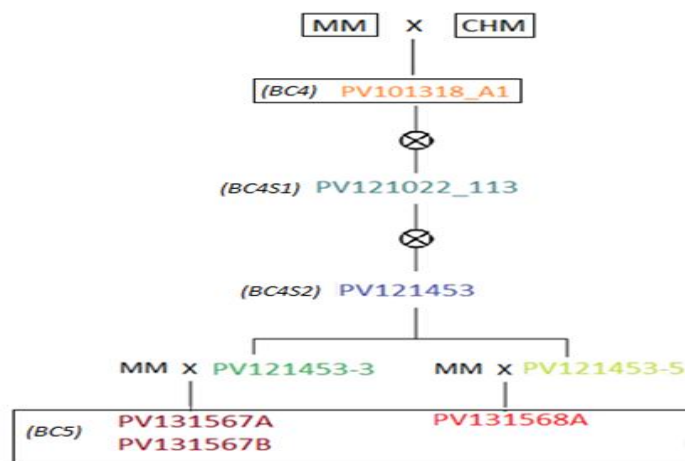 MM X CHM
(BC4) PV101318_A1
(BC4S1) PV121022_113
(BC4S2) PV121453
MM X PV121453-3 MM X PV121453-5
(BC5) PV131567A PV131568A
PV131567B